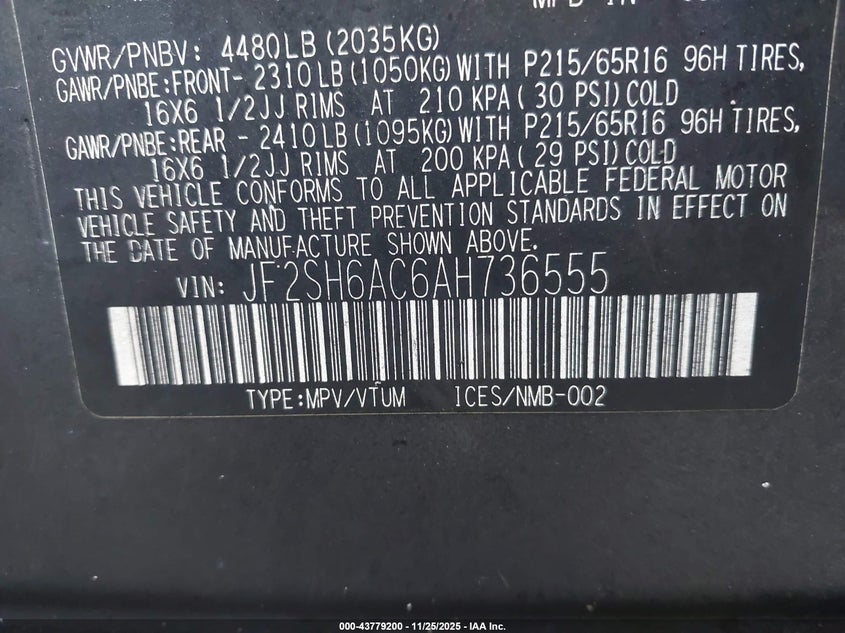 GVWR/PNBV: 4480LB (2035KG)
GAWR/PNBE:FRONT- 2310LB(1050KG)WITH P215/65R16 96H TIRES,
16X6 1/2JJ RIMS AT 210 KPA( 30 PSI)COLD
GAWR/PNBE:REAR - 2410LB(1095KG)WITH P215/65R16 96H TIRES,
16X6 1/2JJ RIMS AT 200 KPA( 29 PSI)COLD
THIS VEHICLE CONFORMS TO ALL APPLICABLE FEDERAL MOTOR
VEHICLE SAFETY AND THEFT PREVENTION STANDARDS IN EFFECT ON
THE DATE OF MANUFACTURE SHOWN ABOVE.
VIN: JF2SH6AC6AH736555
TYPE:MPV/VTUM ICES/NMB-002
000-43779200 - 11/25/2025 - IAA Inc.